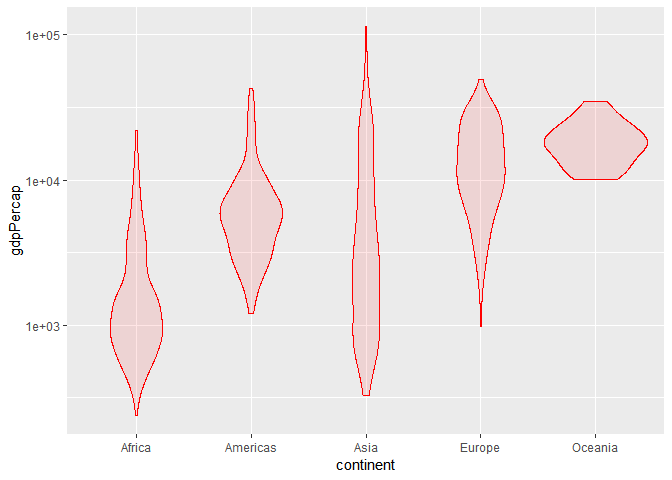 1e+05
1e+04
1e+03
gdpPercap
Africa Americas Asia Europe Oceania
continent